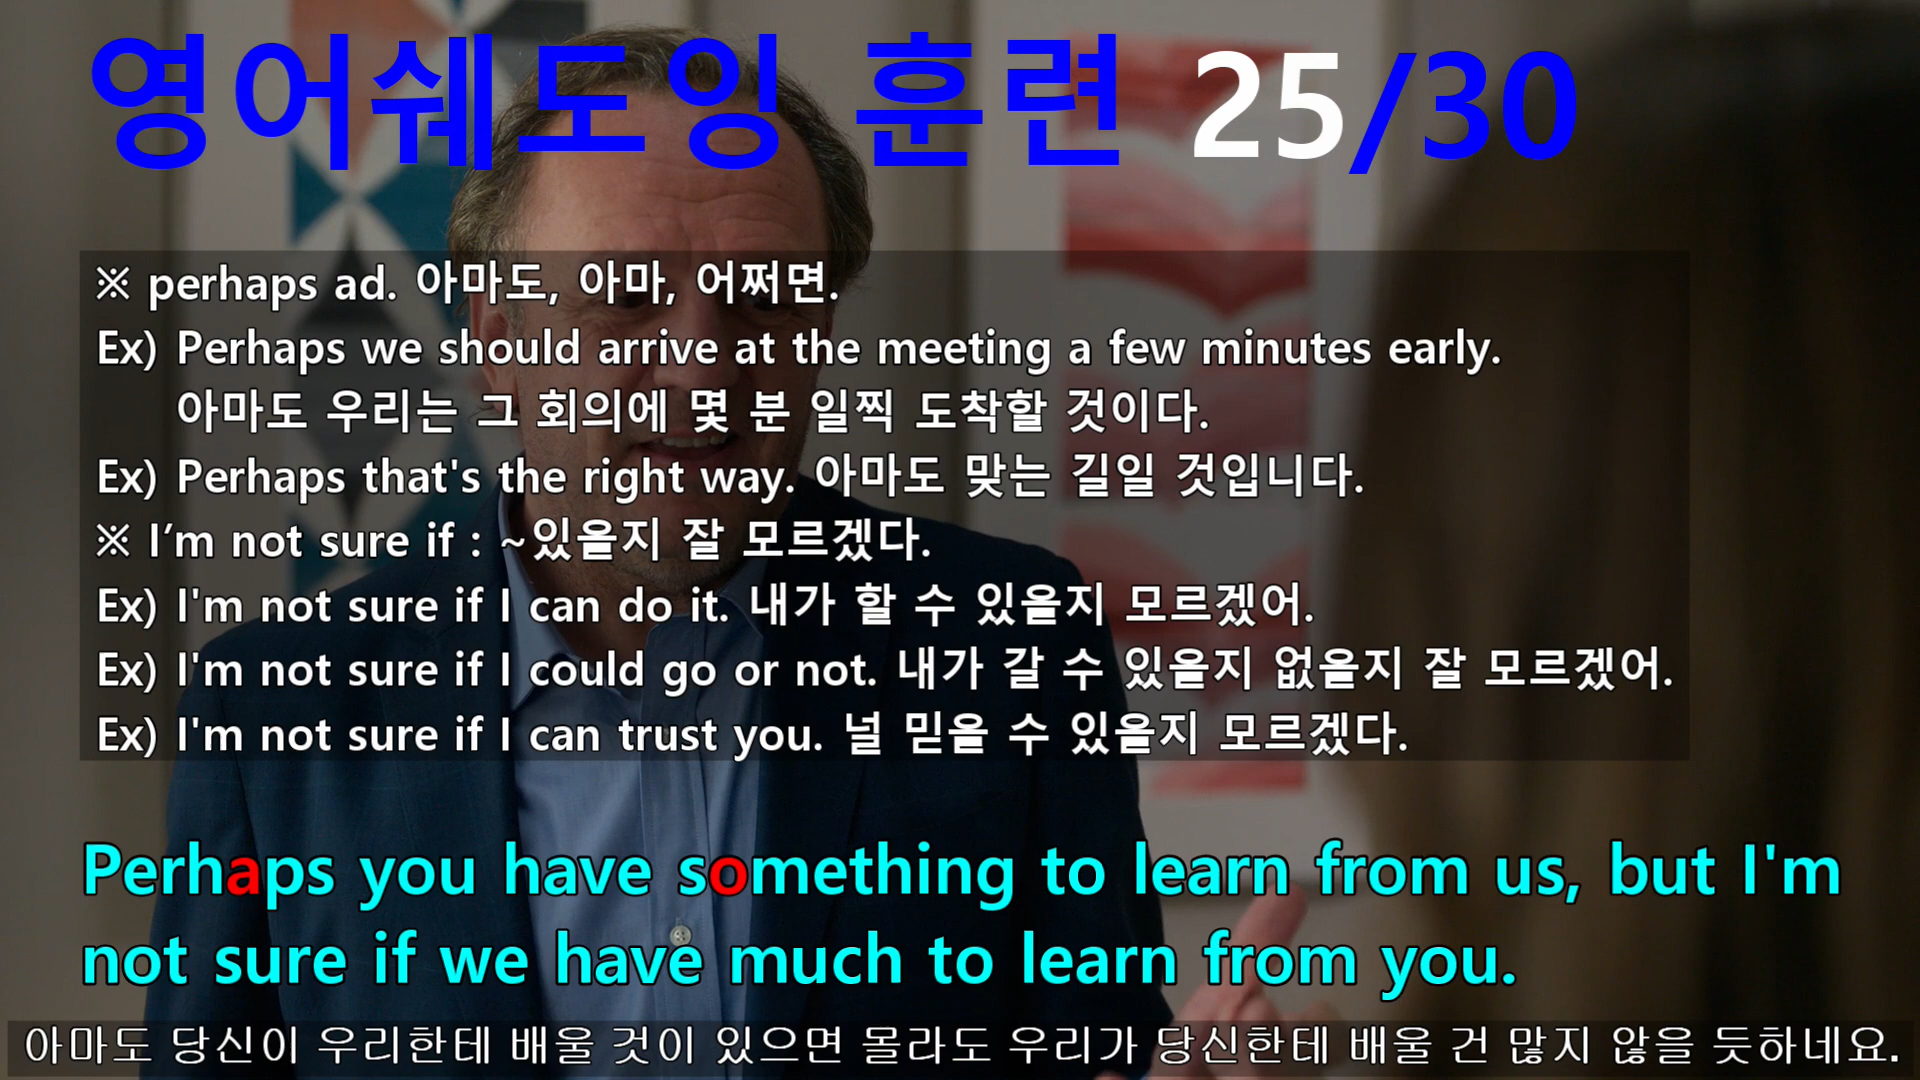 영어쉐도잉 훈련 25/30
※ perhaps ad. 아마도, 아마, 어쩌면.
Ex) Perhaps we should arrive at the meeting a few minutes early.
아마도 우리는 그 회의에 몇 분 일찍 도착할 것이다.
Ex) Perhaps that's the right way. 아마도 맞는 길일 것입니다.
※ I’m not sure if : ~있을지 잘 모르겠다.
Ex) I'm not sure if I can do it. 내가 할 수 있을지 모르겠어.
Ex) I'm not sure if I could go or not. 내가 갈 수 있을지 없을지 잘 모르겠어.
Ex) I'm not sure if I can trust you. 널 믿을 수 있을지 모르겠다.
Perhaps you have something to learn from us, but I'm
not sure if we have much to learn from you.
아마도 당신이 우리한테 배울 것이 있으면 몰라도 우리가 당신한테 배울 건 많지 않을 듯하네요.